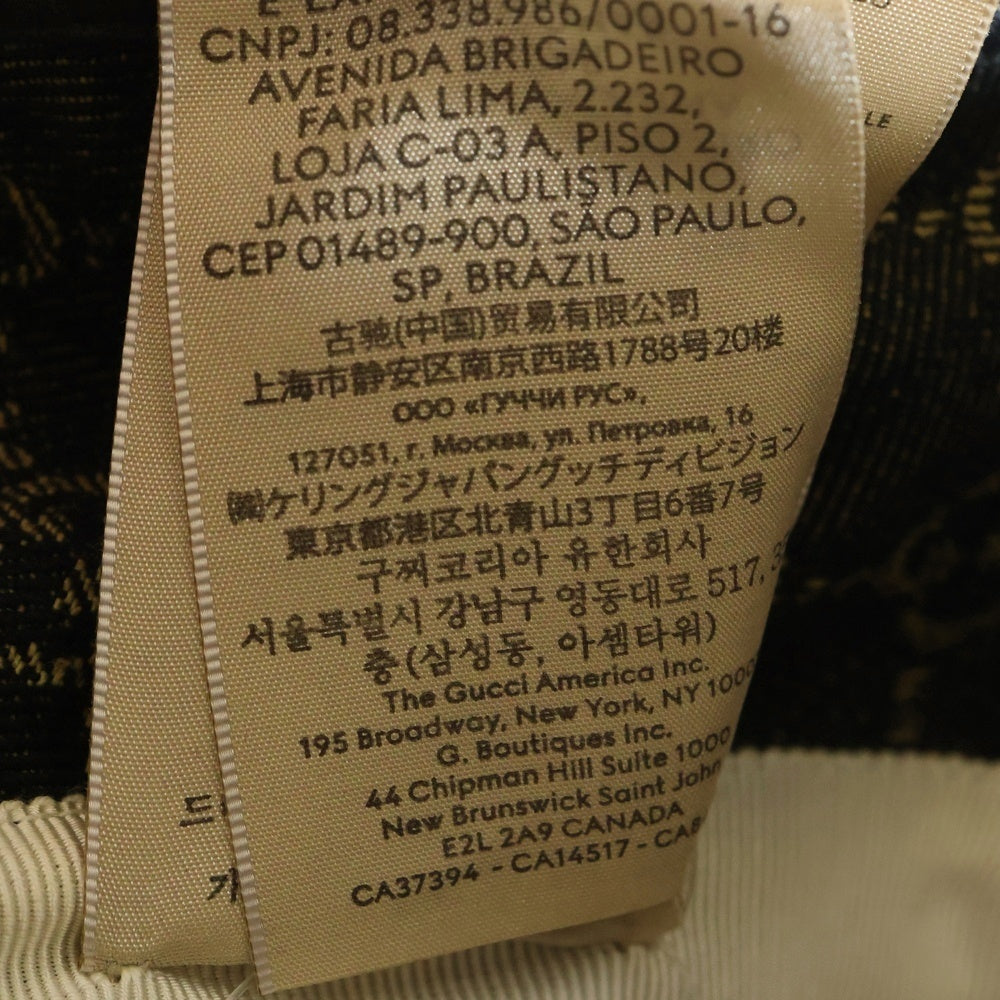 CNPJ: 08.338.986/0001-16
AVENIDA BRIGADEIRO
FARIA LIMA, 2.232,
LOJA C-03 A, PISO 2,
JARDIM PAULISTANO,
CEP 01489-900, SÃO PAULO,
SP, BRAZIL
古驰(中国)贸易有限公司
上海市静安区南京西路1788号20楼
ООО «ГУЧЧИ РУС»,
127051, г. Москва, ул. Петровка, 16
㈱ケリングジャパングッチディビジョン
東京都港区北青山3丁目6番7号
구찌코리아 유한회사
서울특별시 강남구 영동대로 517,
층(삼성동, 아셈타워)
The Gucci America Inc.
195 Broadway, New York, NY
G. Boutiques Inc.
44 Chipman Hill Suite 1000
New Brunswick Saint John
E2L 2A9 CANADA
CA37394 - CA14517 -